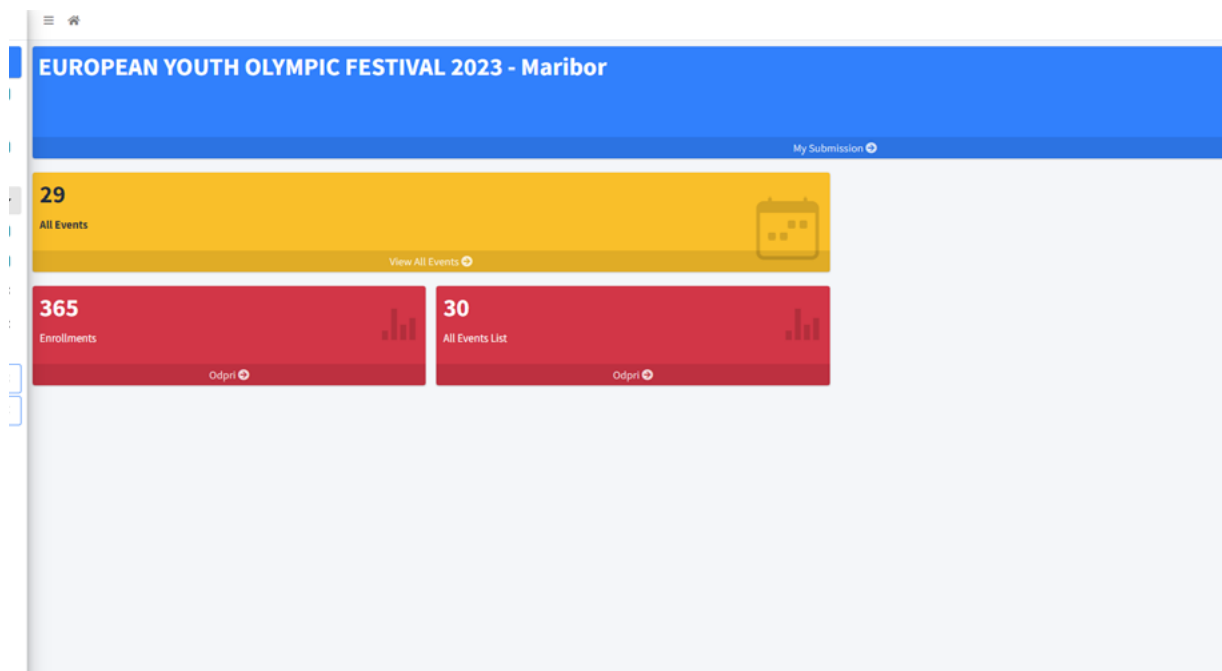 EUROPEAN YOUTH OLYMPIC FESTIVAL 2023 - Maribor
My Submission
29
All Events
View All Events
365
Enrollments
Odpri
30
All Events List
Odpri